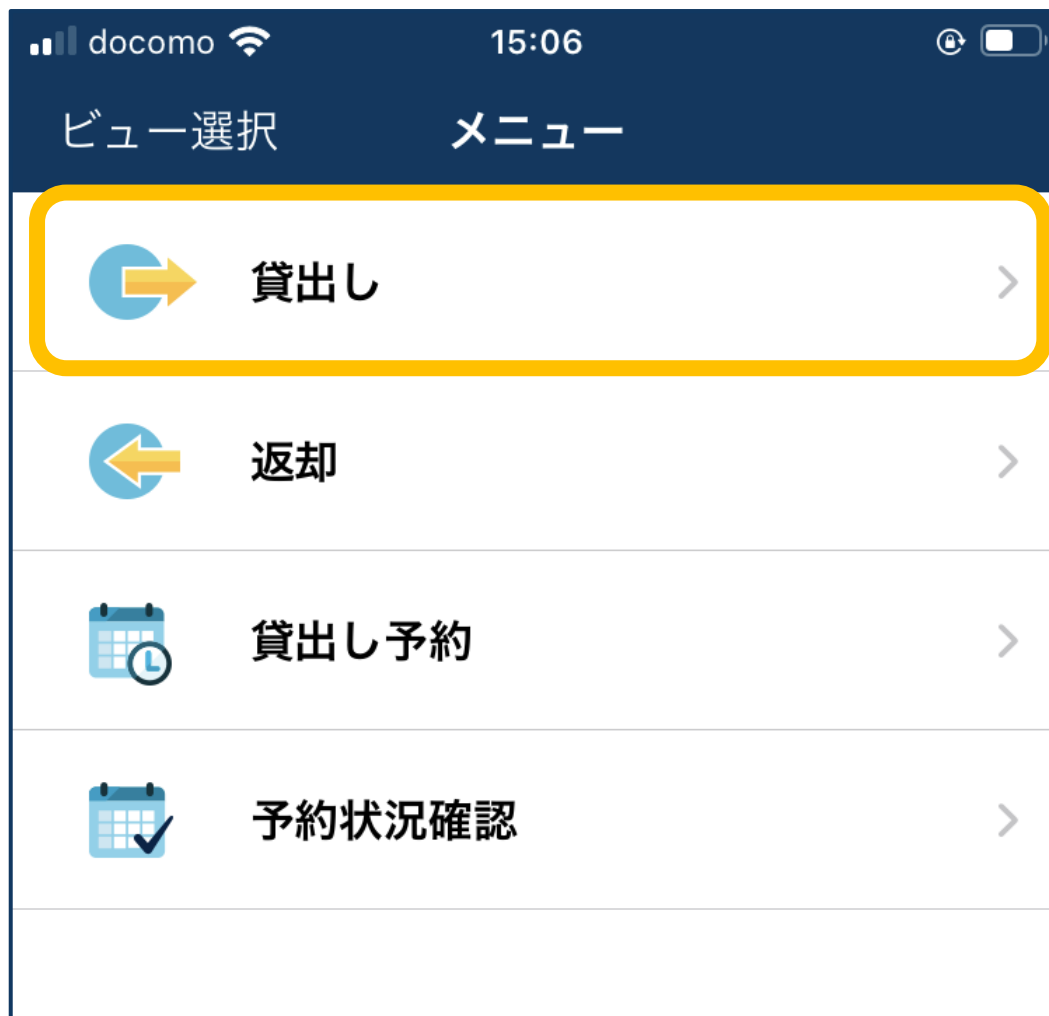 docomo 15:06
ビュー選択 メニュー
貸出し
返却
貸出し予約
予約状況確認